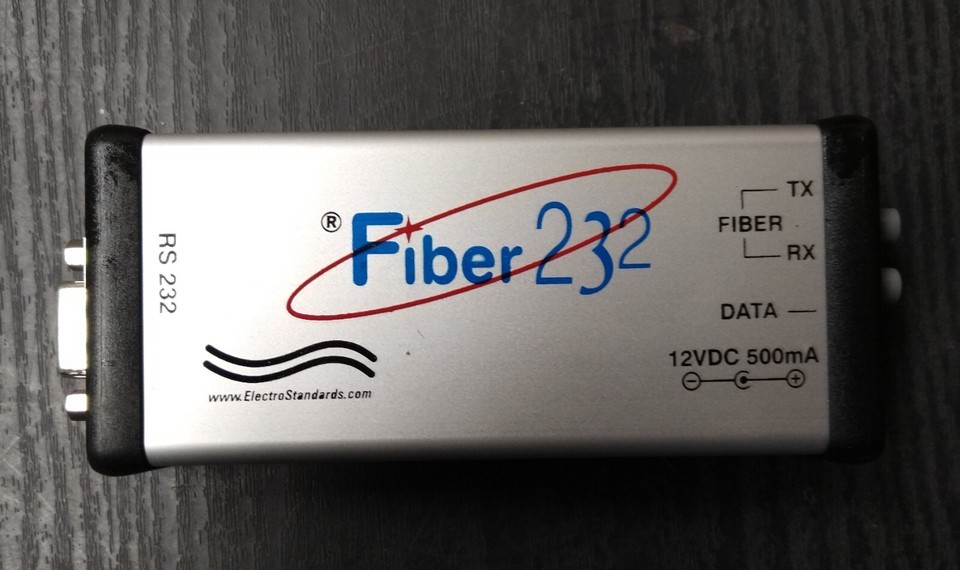 RS 232
® Fiber 232
www.ElectroStandards.com
TX
FIBER
RX
DATA
12VDC 500mA